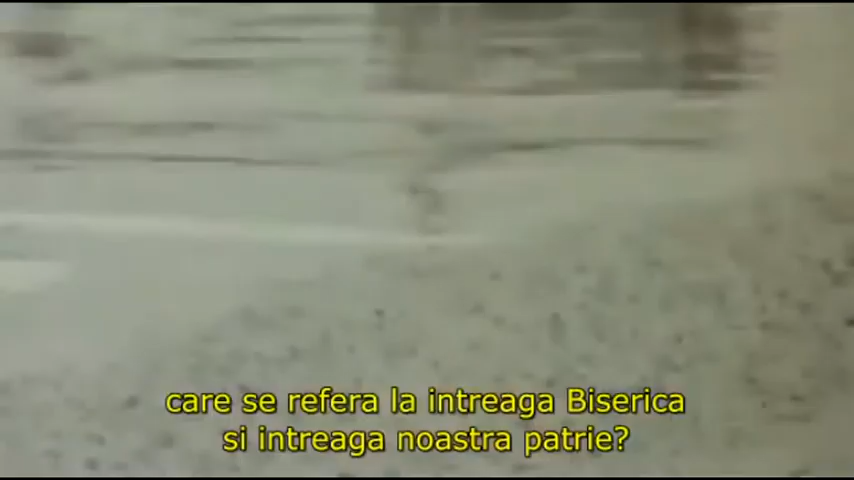 care se refera la intreaga Biserica
si intreaga noastra patrie?